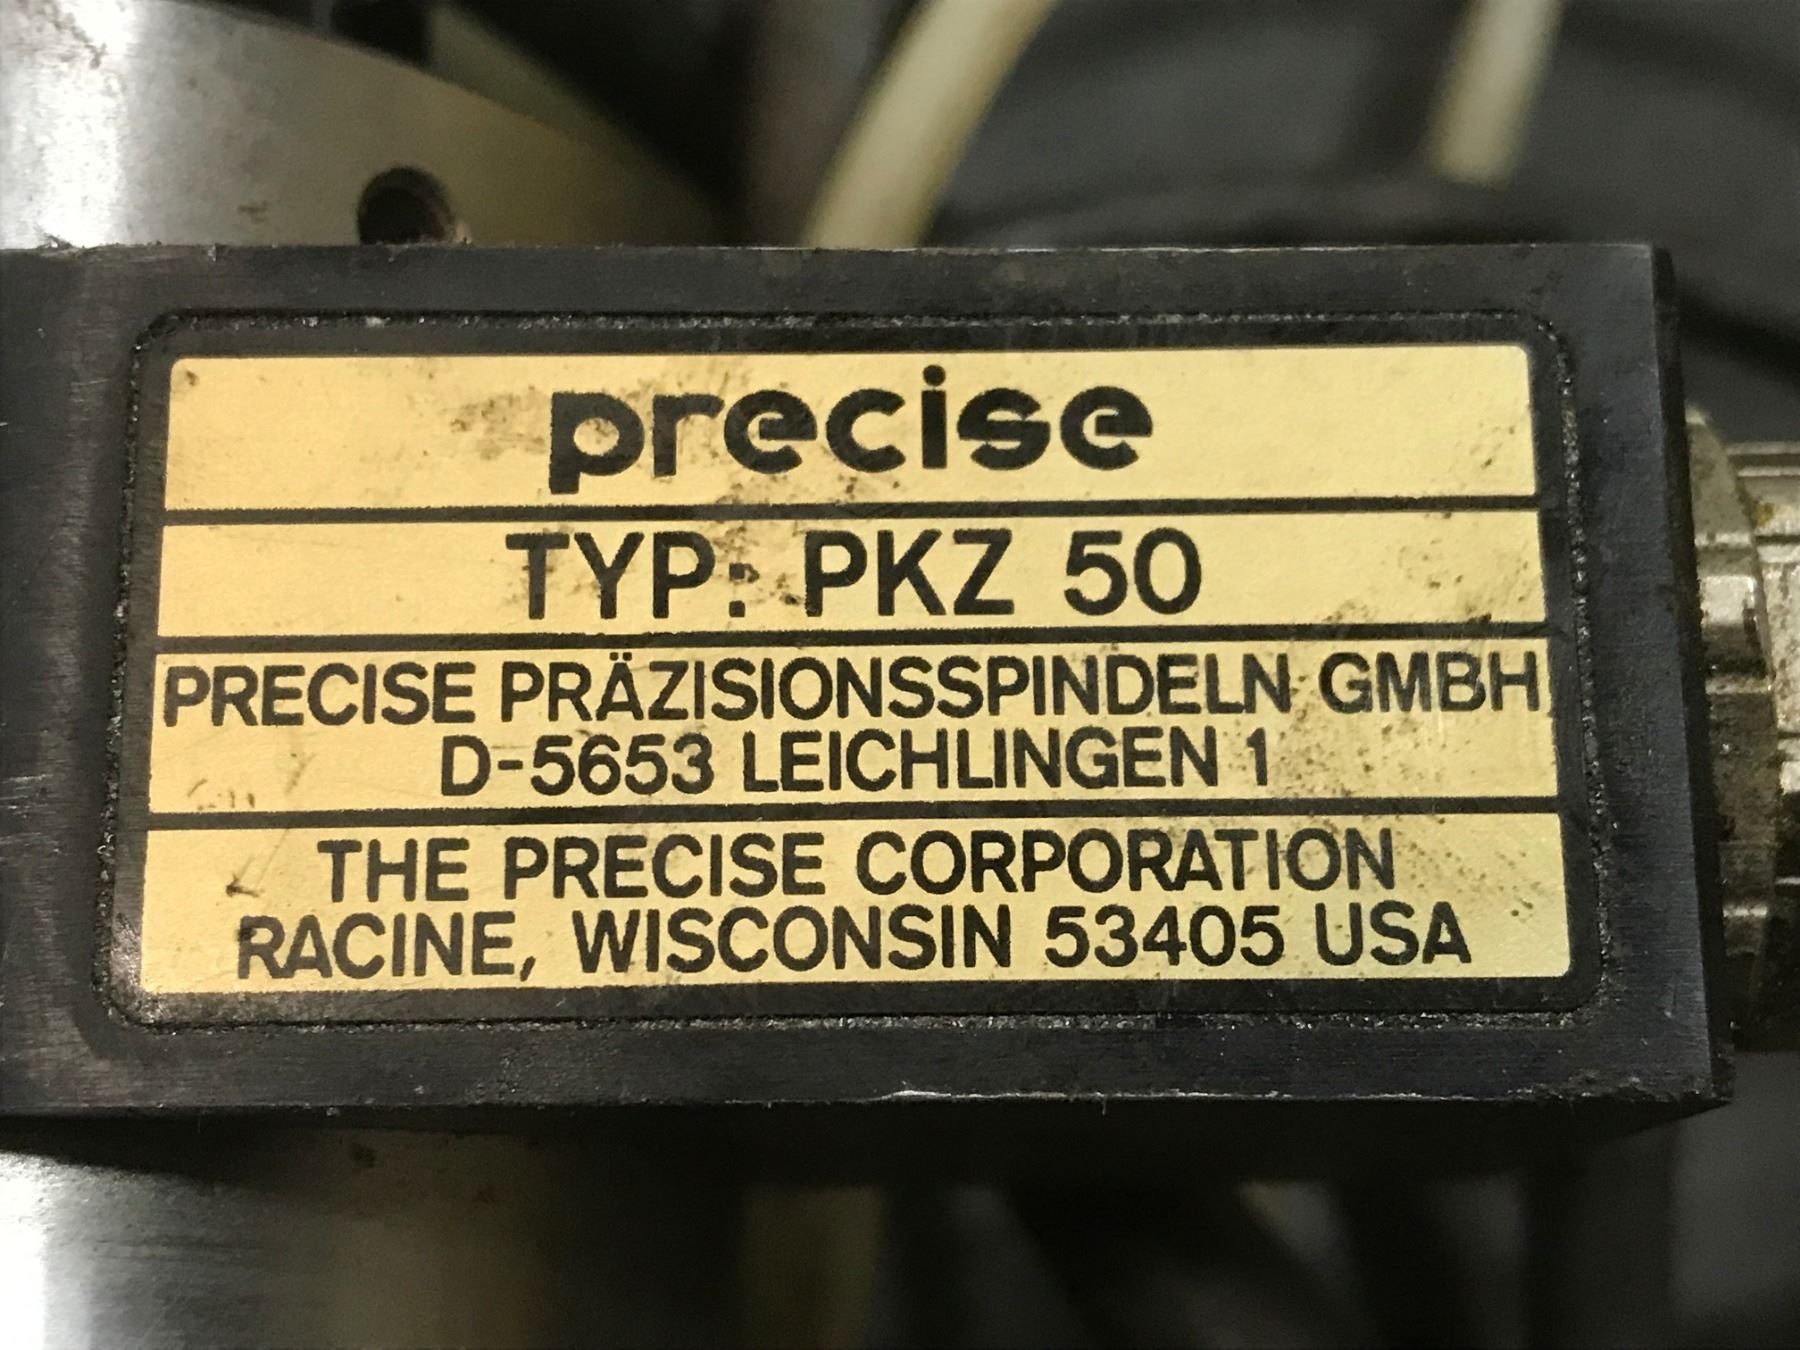 precise
TYP: PKZ 50
PRECISE PRÄZISIONSSPINDELN GMBH
D-5653 LEICHLINGEN 1
THE PRECISE CORPORATION
RACINE, WISCONSIN 53405 USA